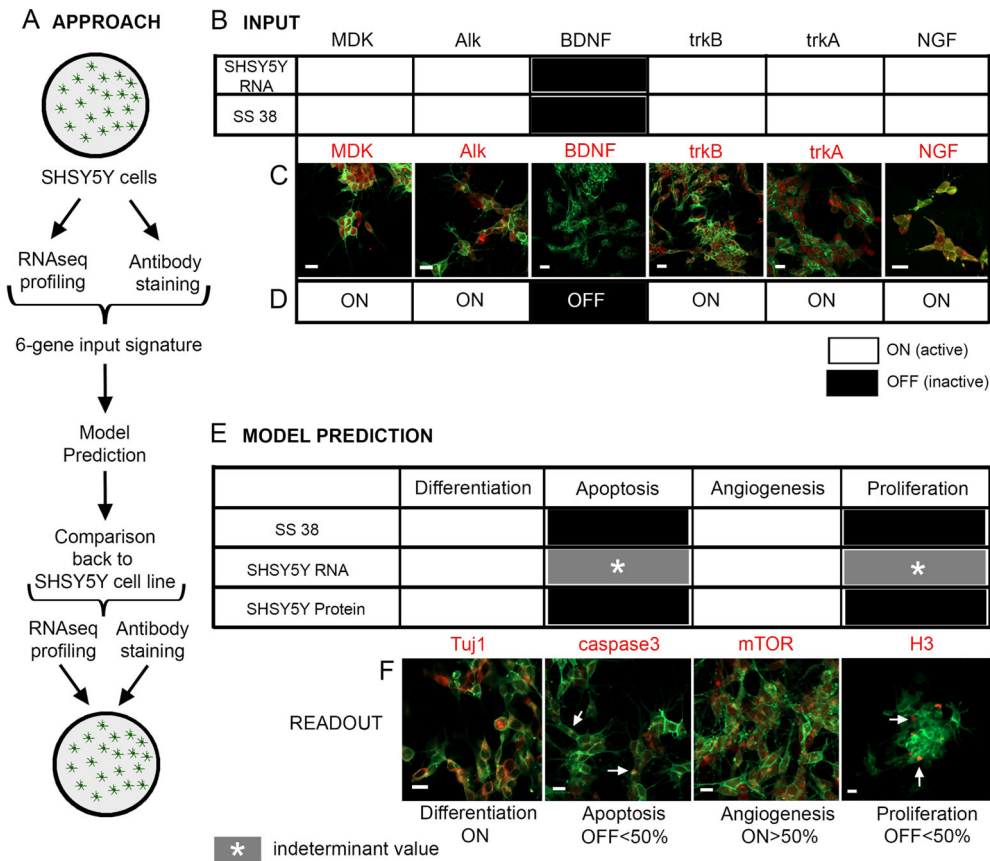 A APPROACH
SHSY5Y cells
RNAseq profiling
Antibody staining
6-gene input signature
Model Prediction
Comparison back to SHSY5Y cell line
RNAseq profiling
Antibody staining
B INPUT
MDK Alk BDNF trkB trkA NGF
SHSY5Y RNA
SS 38
C
MDK Alk BDNF trkB trkA NGF
D
ON ON OFF ON ON ON
ON (active)
OFF (inactive)
E MODEL PREDICTION
Differentiation Apoptosis Angiogenesis Proliferation
SS 38
SHSY5Y RNA * *
SHSY5Y Protein
Tuj1 caspase3 mTOR H3
F
READOUT
Differentiation ON
Apoptosis OFF<50%
Angiogenesis ON>50%
Proliferation OFF<50%
* indeterminant value